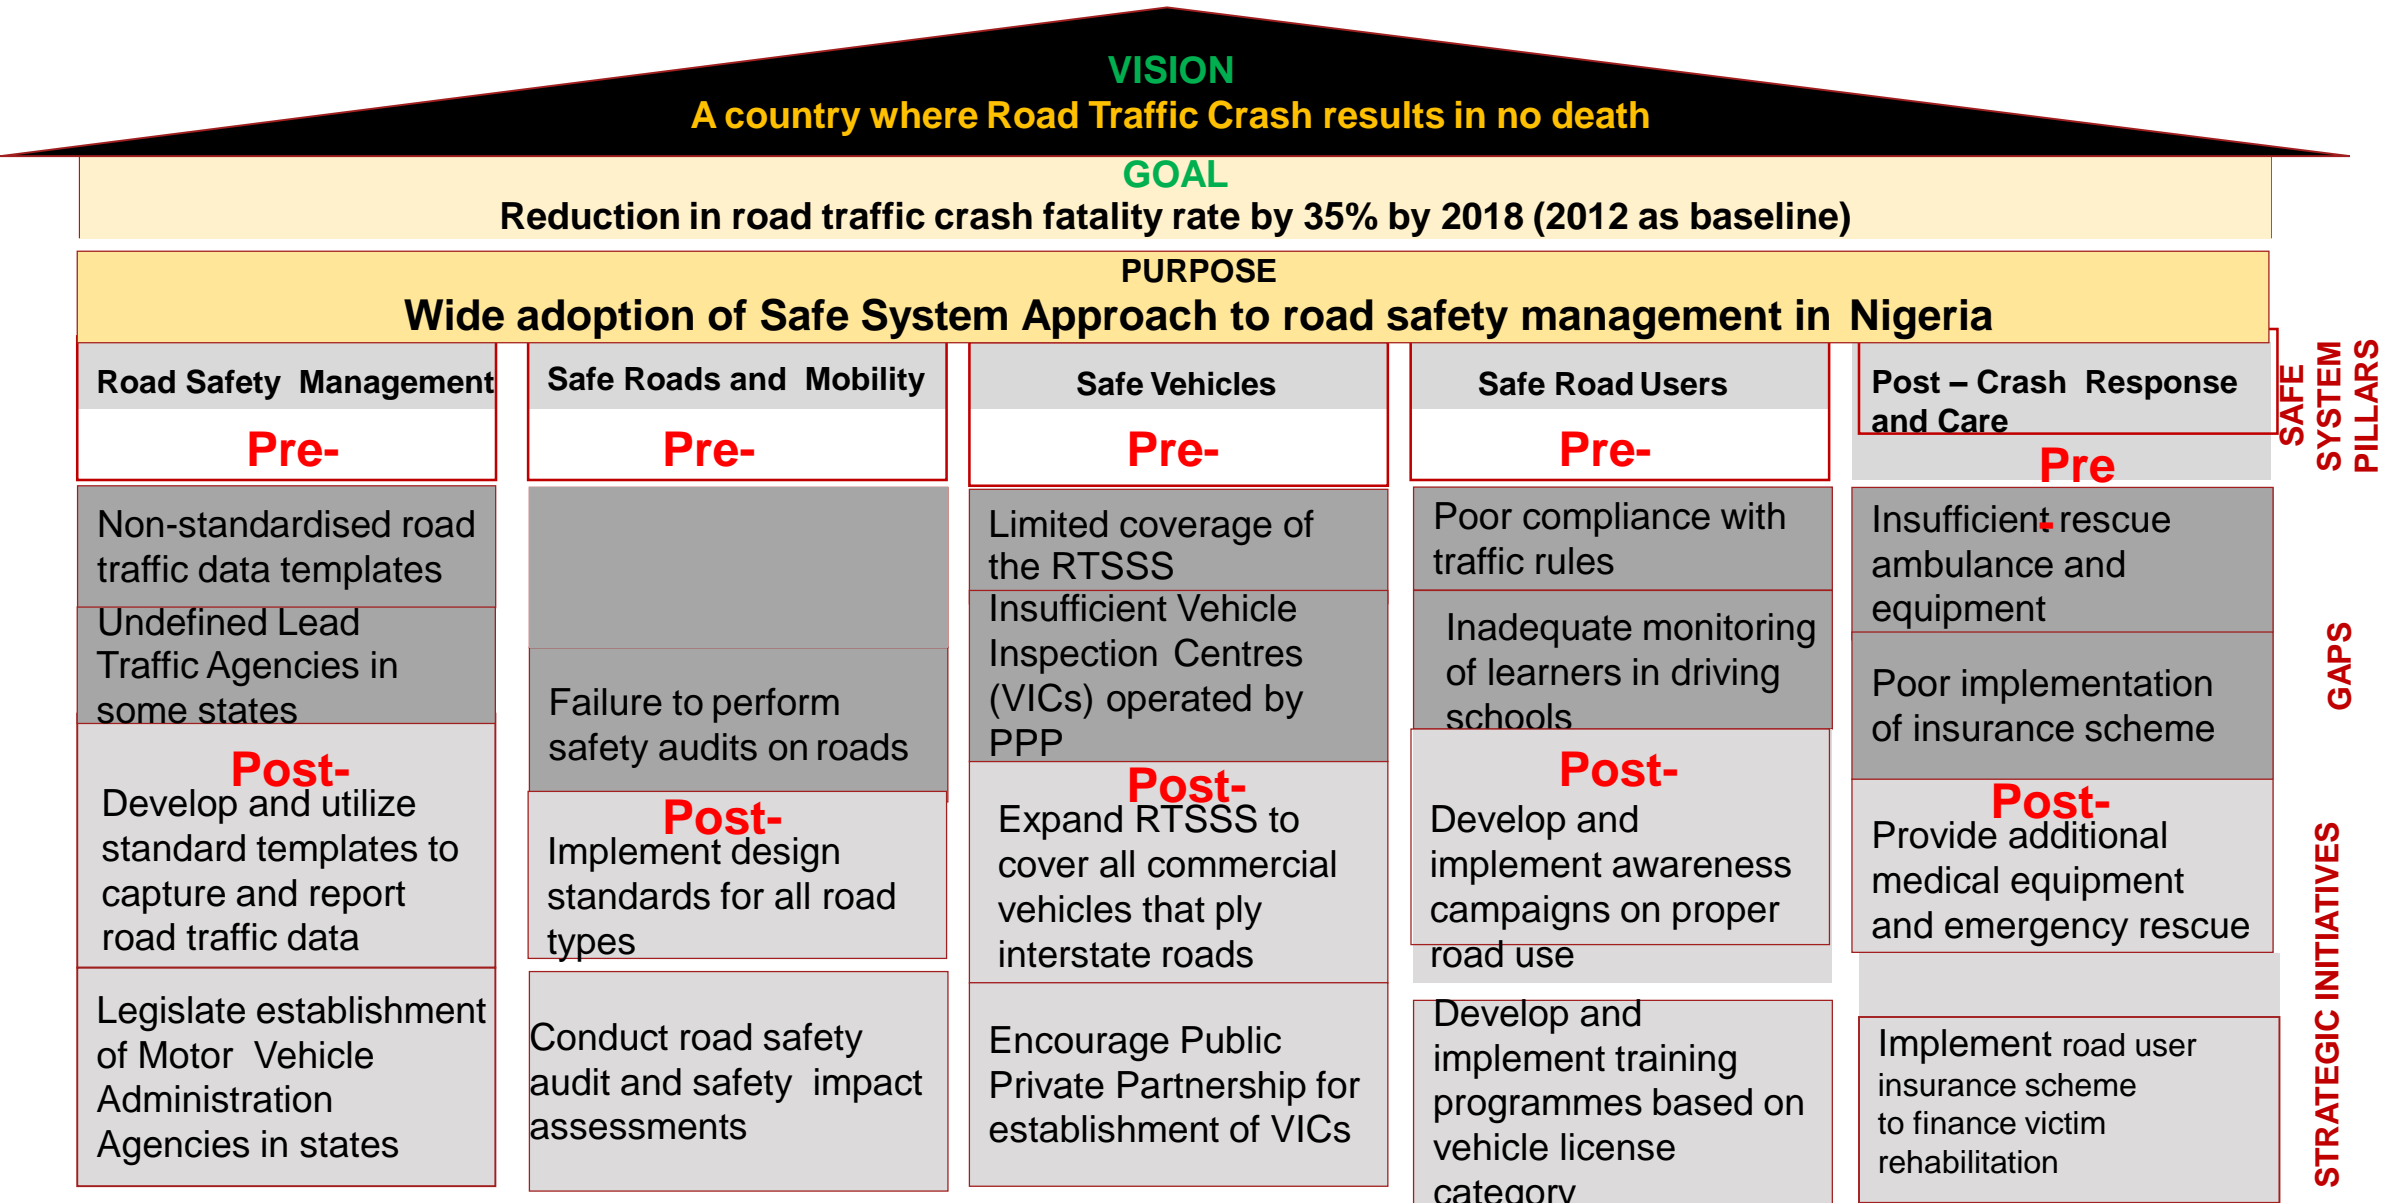 VISION
A country where Road Traffic Crash results in no death
GOAL
Reduction in road traffic crash fatality rate by 35% by 2018 (2012 as baseline)
PURPOSE
Wide adoption of Safe System Approach to road safety management in Nigeria
Road Safety Management
Pre-
Non-standardised road
traffic data templates
Undefined Lead
Traffic Agencies in
some states
Post-
Develop and utilize
standard templates to
capture and report
road traffic data
Legislate establishment
of Motor Vehicle
Administration
Agencies in states
Safe Roads and Mobility
Pre-
Failure to perform
safety audits on roads
Post-
Implement design
standards for all road
types
Conduct road safety
audit and safety impact
assessments
Safe Vehicles
Pre-
Limited coverage of
the RTSSS
Insufficient Vehicle
Inspection Centres
(VICs) operated by
PPP
Post-
Expand RTSSS to
cover all commercial
vehicles that ply
interstate roads
Encourage Public
Private Partnership for
establishment of VICs
Safe Road Users
Pre-
Poor compliance with
traffic rules
Inadequate monitoring
of learners in driving
schools
Post-
Develop and
implement awareness
campaigns on proper
road use
Develop and
implement training
programmes based on
vehicle license
category
Post – Crash Response
and Care
Pre
-
Insufficient rescue
ambulance and
equipment
Poor implementation
of insurance scheme
Post-
Provide additional
medical equipment
and emergency rescue
Implement road user
insurance scheme
to finance victim
rehabilitation
SAFE
SYSTEM
PILLARS
GAPS
STRATEGIC INITIATIVES